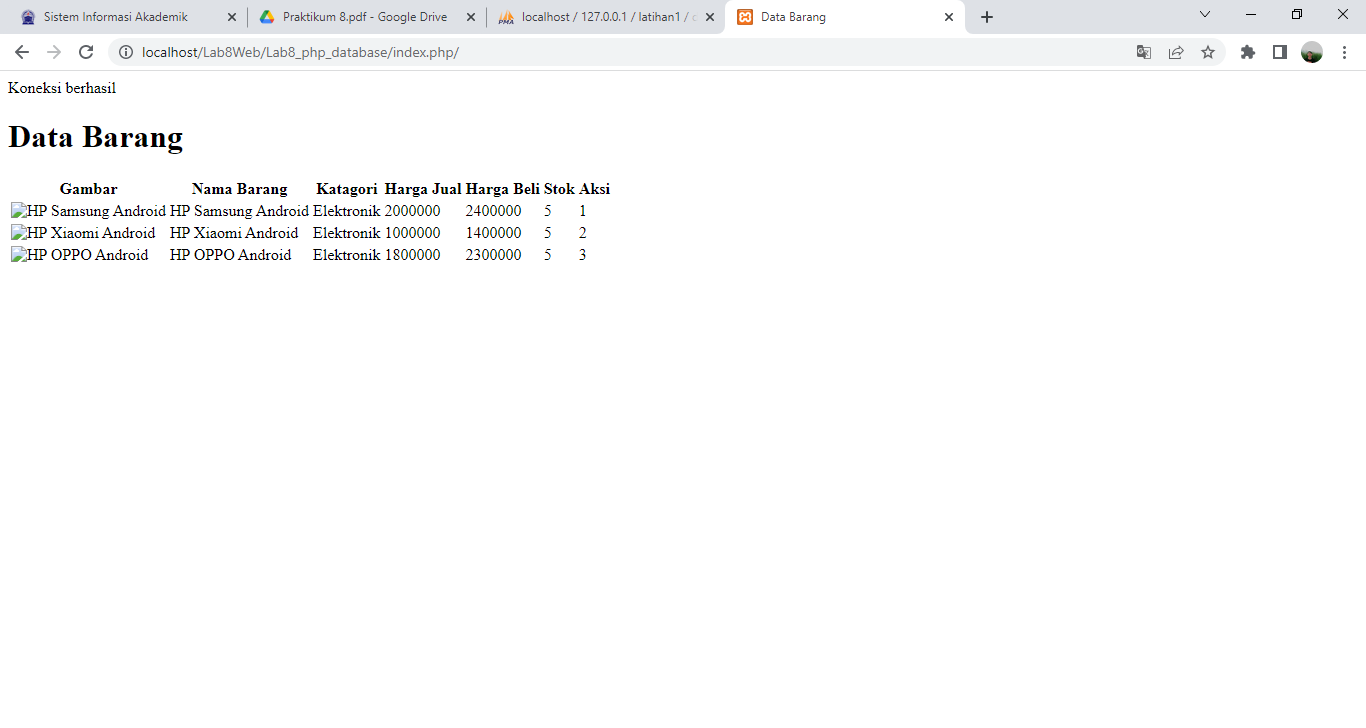 Sistem Informasi Akademik
Praktikum 8.pdf - Google Drive
PMA localhost / 127.0.0.1 / latihan1 /
Data Barang
localhost/Lab8Web/Lab8_php_database/index.php/
Koneksi berhasil
Data Barang
Gambar Nama Barang Katagori Harga Jual Harga Beli Stok Aksi
HP Samsung Android HP Samsung Android Elektronik 2000000 2400000 5 1
HP Xiaomi Android HP Xiaomi Android Elektronik 1000000 1400000 5 2
HP OPPO Android HP OPPO Android Elektronik 1800000 2300000 5 3